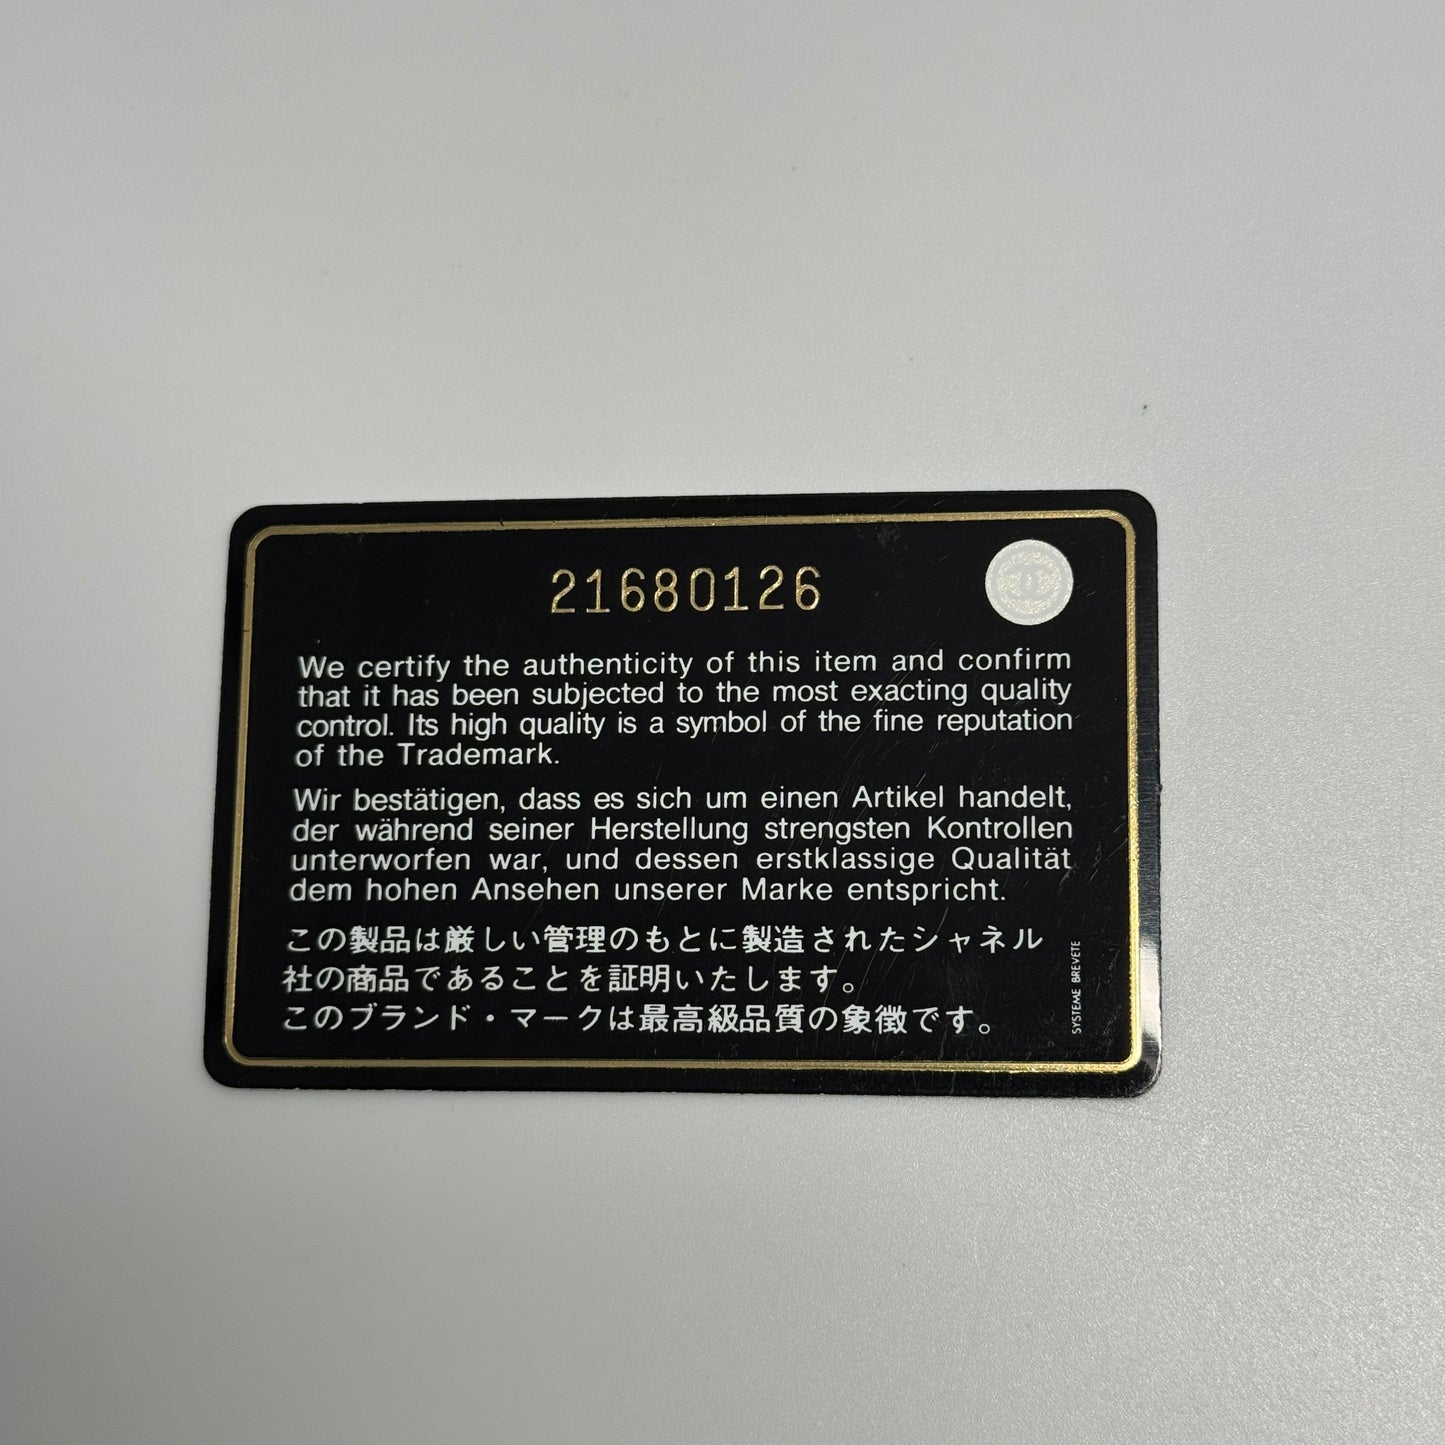 21680126
We certify the authenticity of this item and confirm
that it has been subjected to the most exacting quality
control. Its high quality is a symbol of the fine reputation
of the Trademark.
Wir bestätigen, dass es sich um einen Artikel handelt,
der während seiner Herstellung strengsten Kontrollen
unterworfen war, und dessen erstklassige Qualität
dem hohen Ansehen unserer Marke entspricht.
この製品は厳しい管理のもとに製造されたシャネル
社の商品であることを証明いたします。
このブランド・マークは最高級品質の象徴です。
SYSTEME BREVETE